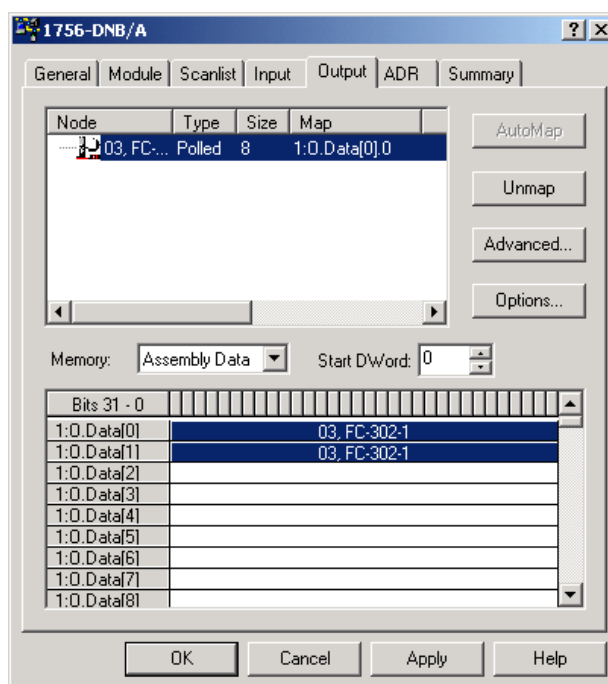 1756-DNB/A
General Module Scanlist Input Output ADR Summary
Node Type Size Map
03, FC-... Polled 8 1:O.Data[0].0
AutoMap
Unmap
Advanced...
Options...
Memory: Assembly Data Start DWord: 0
Bits 31 - 0
1:O.Data[0] 03, FC-302-1
1:O.Data[1] 03, FC-302-1
1:O.Data[2]
1:O.Data[3]
1:O.Data[4]
1:O.Data[5]
1:O.Data[6]
1:O.Data[7]
1:O.Data[8]
OK Cancel Apply Help